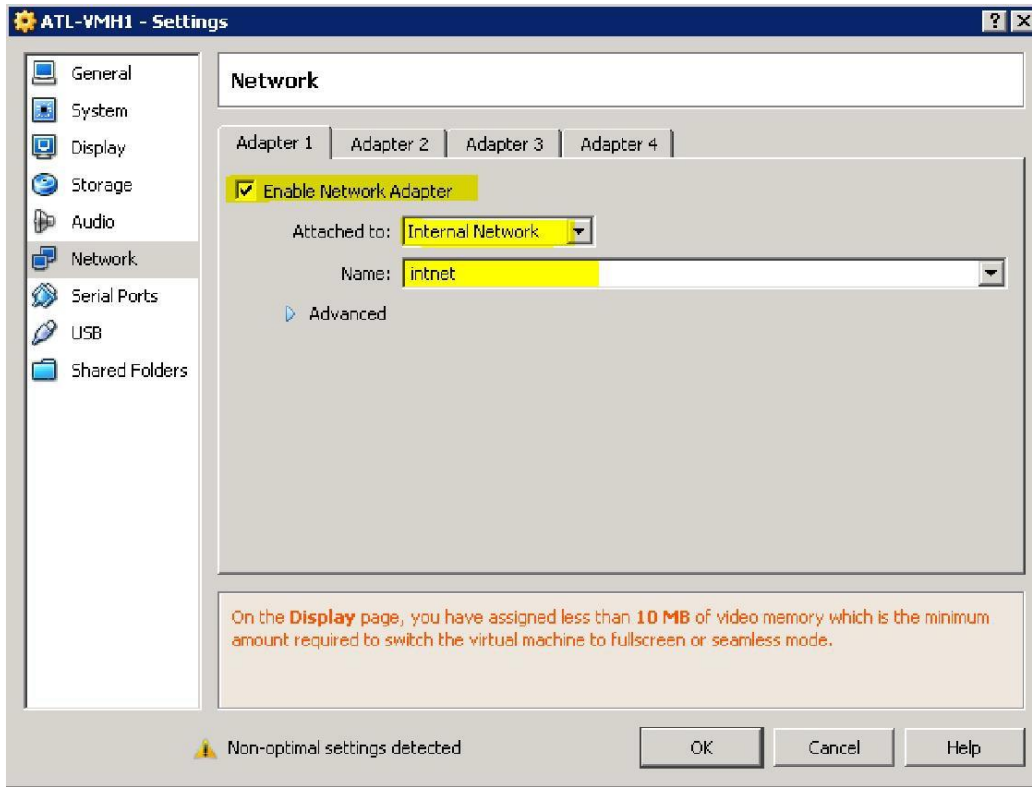 ATL-VMH1 - Settings
General
System
Display
Storage
Audio
Network
Serial Ports
USB
Shared Folders
Network
Adapter 1
Adapter 2
Adapter 3
Adapter 4
Enable Network Adapter
Attached to: Internal Network
Name: intnet
Advanced
On the Display page, you have assigned less than 10 MB of video memory which is the minimum
amount required to switch the virtual machine to fullscreen or seamless mode.
Non-optimal settings detected
OK
Cancel
Help